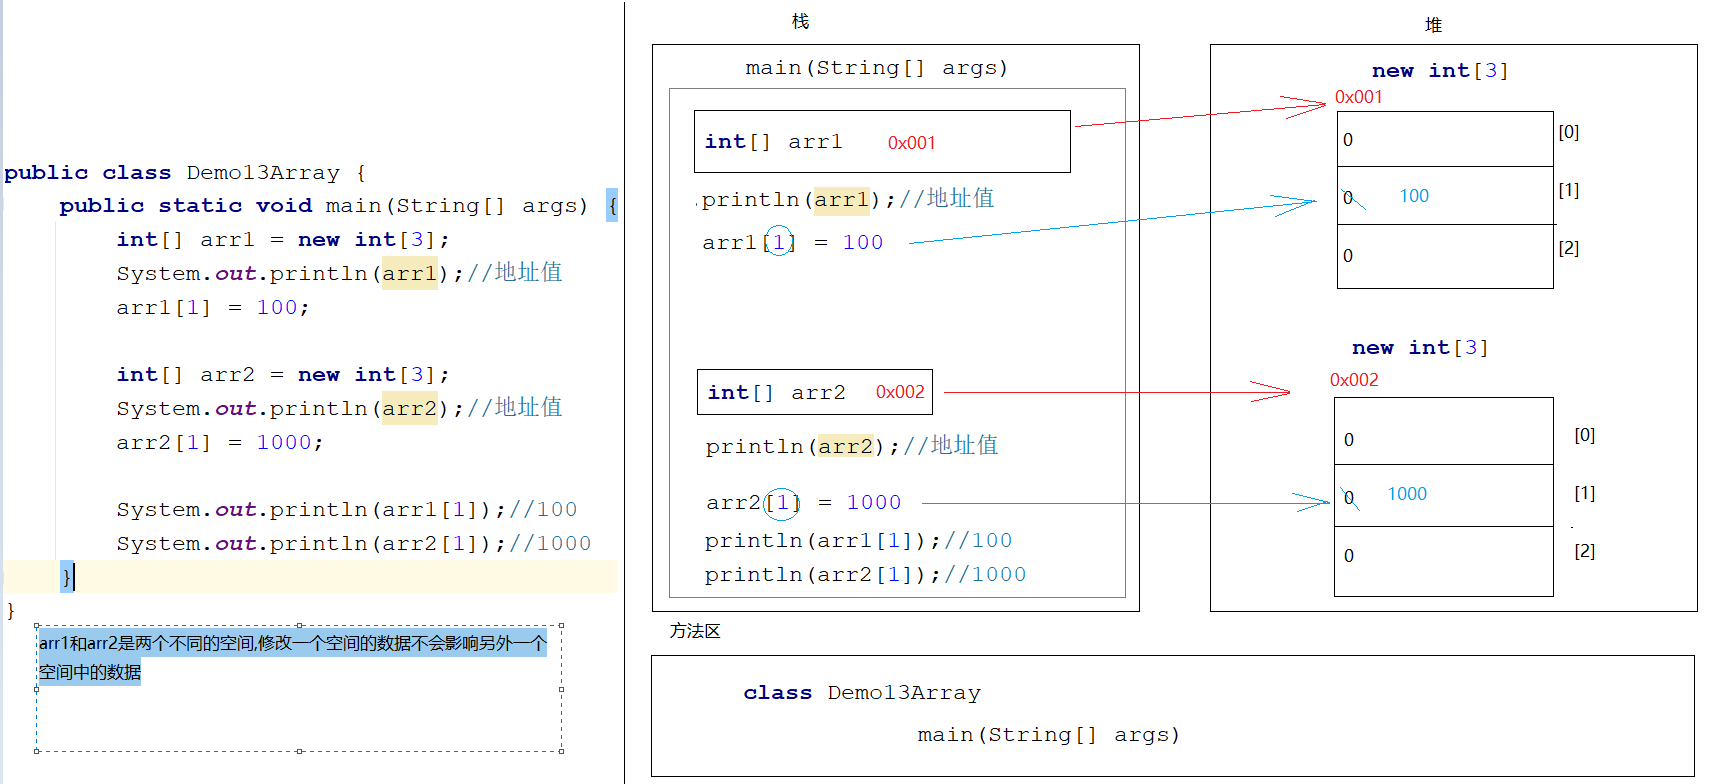 public class Demo13Array {
public static void main(String[] args) {
int[] arr1 = new int[3];
System.out.println(arr1);//地址值
arr1[1] = 100;
int[] arr2 = new int[3];
System.out.println(arr2);//地址值
arr2[1] = 1000;
System.out.println(arr1[1]);//100
System.out.println(arr2[1]);//1000
}
}
arr1和arr2是两个不同的空间,修改一个空间的数据不会影响另外一个
空间中的数据
栈
main(String[] args)
int[] arr1 0x001
.println(arr1);//地址值
arr1[1] = 100
int[] arr2 0x002
println(arr2);//地址值
arr2[1] = 1000
println(arr1[1]);//100
println(arr2[1]);//1000
堆
new int[3]
0x001
0 [0]
0 100 [1]
0 [2]
new int[3]
0x002
0 [0]
0 1000 [1]
0 [2]
方法区
class Demo13Array
main(String[] args)